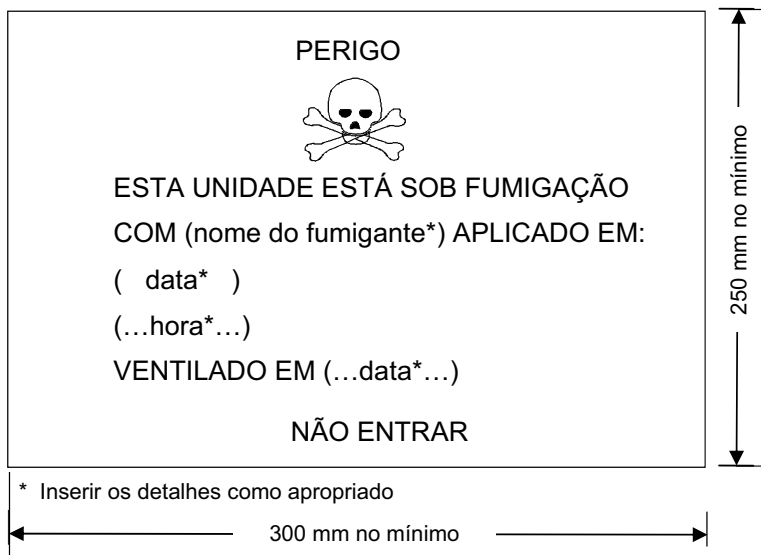 PERIGO
ESTA UNIDADE ESTÁ SOB FUMIGAÇÃO
COM (nome do fumigante*) APLICADO EM:
( data* )
(…hora*…)
VENTILADO EM (…data*…)
NÃO ENTRAR
250 mm no mínimo
* Inserir os detalhes como apropriado
300 mm no mínimo